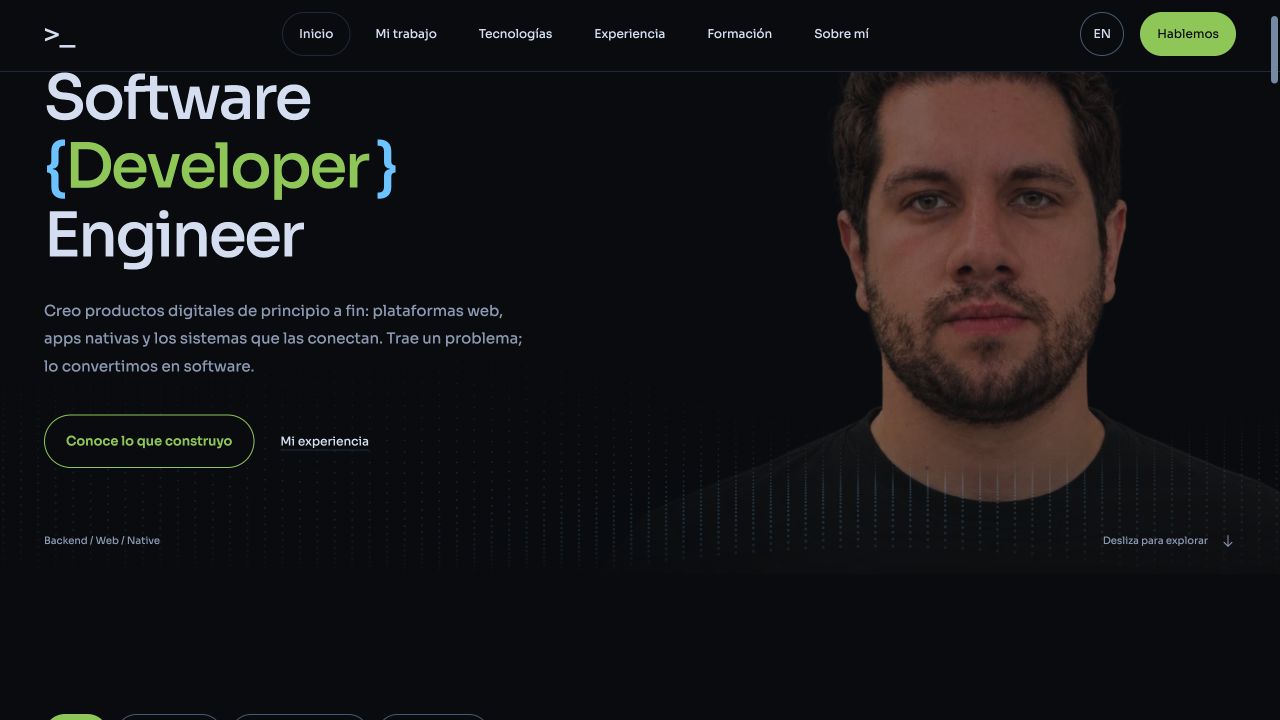 >_
Inicio
Mi trabajo
Tecnologías
Experiencia
Formación
Sobre mí
EN
Hablemos
Software
{Developer}
Engineer
Creo productos digitales de principio a fin: plataformas web,
apps nativas y los sistemas que las conectan. Trae un problema;
lo convertimos en software.
Conoce lo que construyo
Mi experiencia
Backend / Web / Native
Desliza para explorar ↓